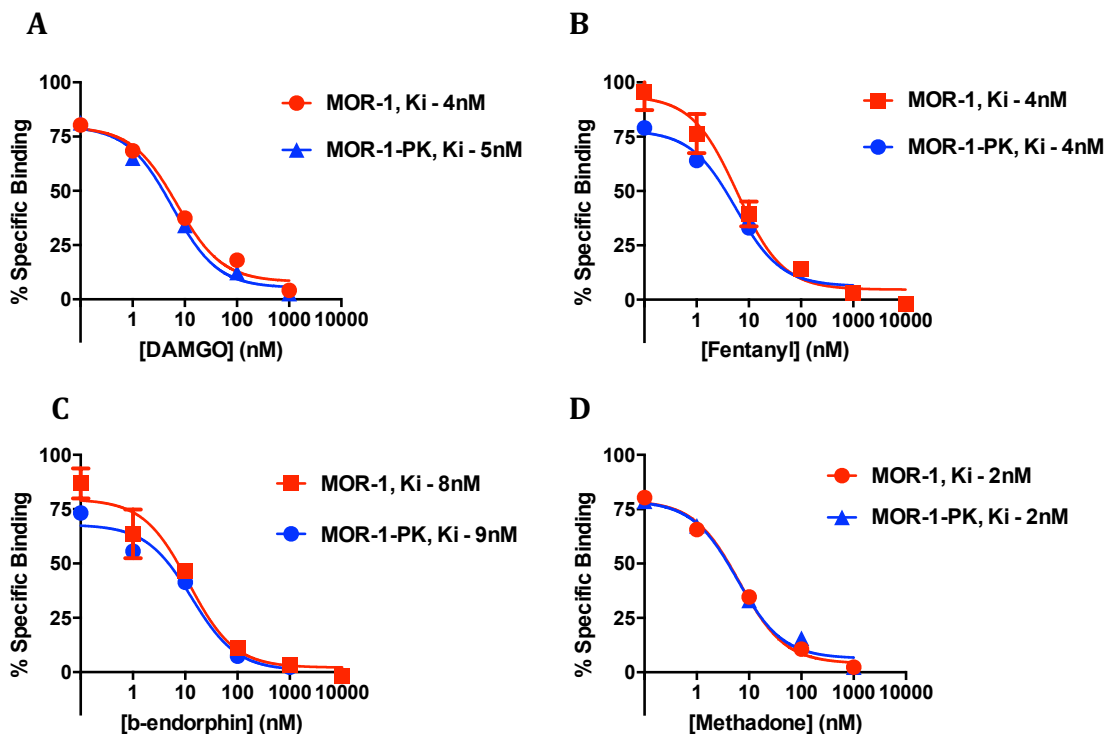 A
100
75
50
25
0
% Specific Binding
MOR-1, Ki - 4nM
MOR-1-PK, Ki - 5nM
1 10 100 1000 10000
[DAMGO] (nM)
B
100
75
50
25
0
% Specific Binding
MOR-1, Ki - 4nM
MOR-1-PK, Ki - 4nM
1 10 100 1000 10000
[Fentanyl] (nM)
C
100
75
50
25
0
% Specific Binding
MOR-1, Ki - 8nM
MOR-1-PK, Ki - 9nM
1 10 100 1000 10000
[b-endorphin] (nM)
D
100
75
50
25
0
% Specific Binding
MOR-1, Ki - 2nM
MOR-1-PK, Ki - 2nM
1 10 100 1000 10000
[Methadone] (nM)